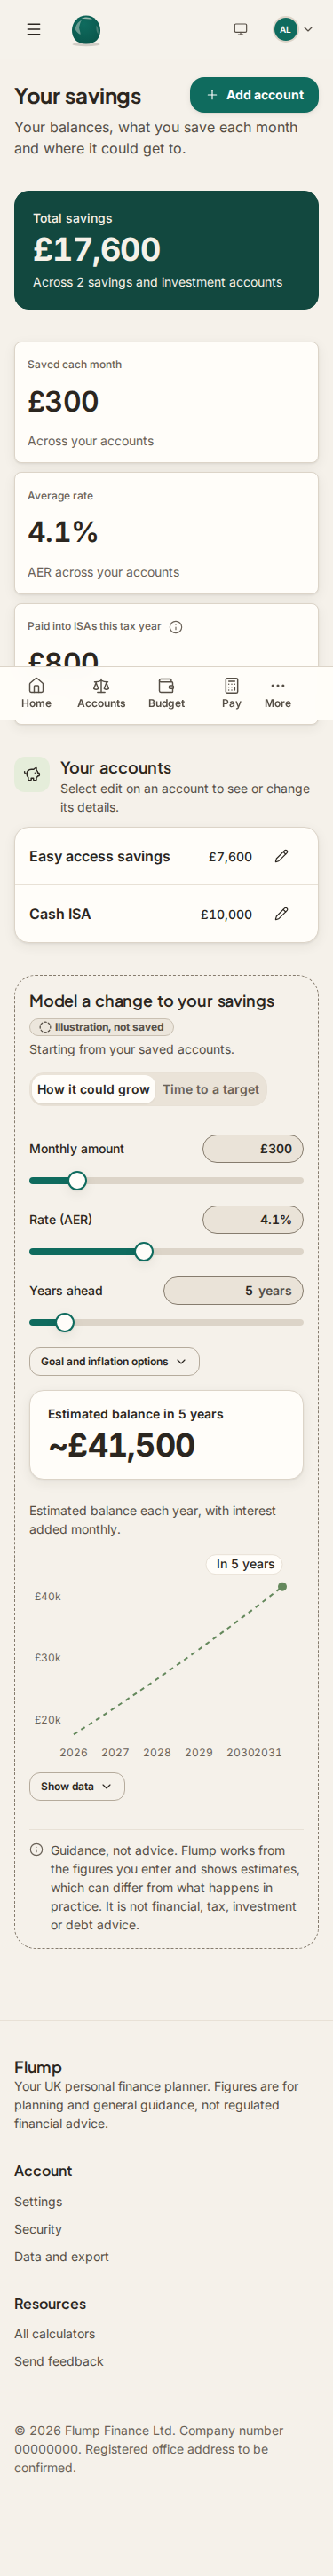 AL
Your savings
+ Add account
Your balances, what you save each month
and where it could get to.
Total savings
£17,600
Across 2 savings and investment accounts
Saved each month
£300
Across your accounts
Average rate
4.1%
AER across your accounts
Paid into ISAs this tax year
£800
Home
Accounts
Budget
Pay
More
Your accounts
Select edit on an account to see or change
its details.
Easy access savings £7,600
Cash ISA £10,000
Model a change to your savings
Illustration, not saved
Starting from your saved accounts.
How it could grow
Time to a target
Monthly amount £300
Rate (AER) 4.1%
Years ahead 5 years
Goal and inflation options
Estimated balance in 5 years
~£41,500
Estimated balance each year, with interest
added monthly.
In 5 years
£40k
£30k
£20k
2026 2027 2028 2029 2030 2031
Show data
Guidance, not advice. Flump works from
the figures you enter and shows estimates,
which can differ from what happens in
practice. It is not financial, tax, investment
or debt advice.
Flump
Your UK personal finance planner. Figures are for
planning and general guidance, not regulated
financial advice.
Account
Settings
Security
Data and export
Resources
All calculators
Send feedback
© 2026 Flump Finance Ltd. Company number
00000000. Registered office address to be
confirmed.